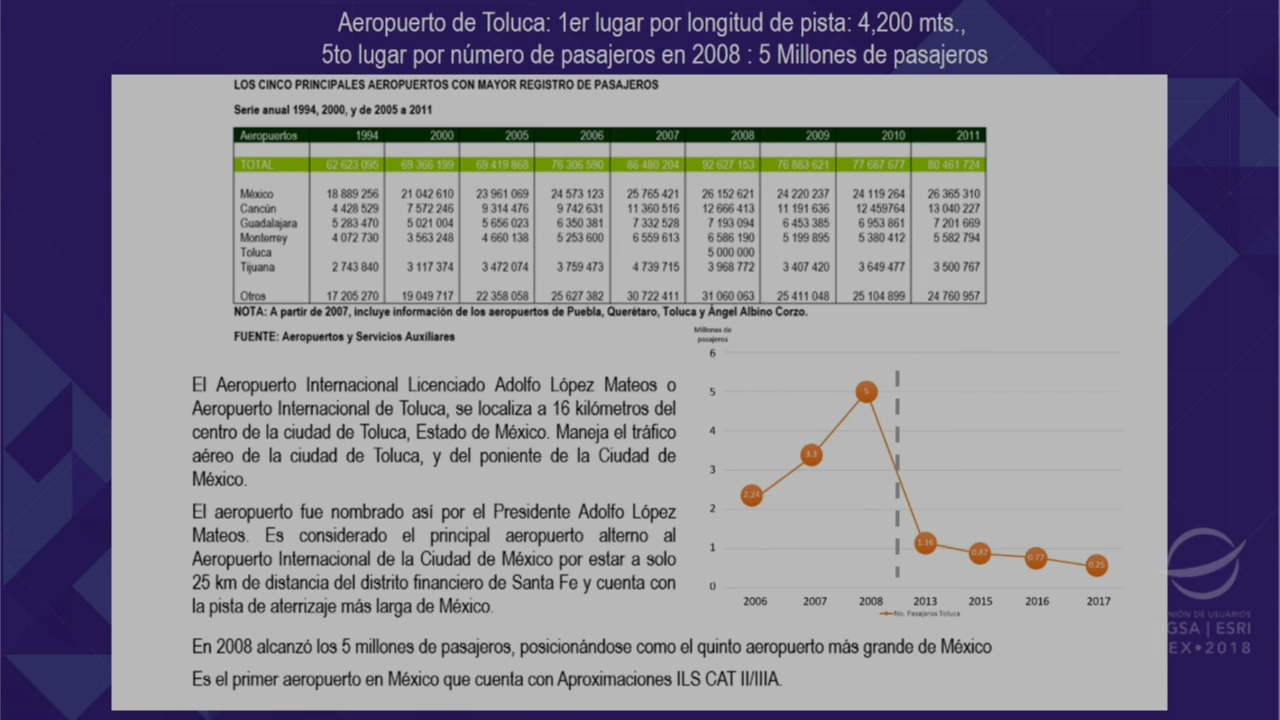 Aeropuerto de Toluca: 1er lugar por longitud de pista: 4,200 mts.,
5to lugar por número de pasajeros en 2008 : 5 Millones de pasajeros
LOS CINCO PRINCIPALES AEROPUERTOS CON MAYOR REGISTRO DE PASAJEROS
Serie anual 1994, 2000, y de 2005 a 2011
Aeropuertos 1994 2000 2005 2006 2007 2008 2009 2010 2011
TOTAL 62 623 095 69 366 199 69 419 868 76 306 590 86 480 204 92 627 153 76 883 621 77 667 677 80 461 724
México 18 889 256 21 042 610 23 961 069 24 573 123 25 765 421 26 152 621 24 220 237 24 119 264 26 365 310
Cancún 4 428 529 7 572 246 9 314 476 9 742 631 11 360 516 12 666 413 11 191 636 12 459764 13 040 227
Guadalajara 5 283 470 5 021 004 5 656 023 6 350 381 7 332 528 7 193 094 6 453 385 6 953 861 7 201 669
Monterrey 4 072 730 3 563 248 4 660 138 5 253 600 6 559 613 6 586 190 5 199 895 5 380 412 5 582 794
Toluca 5 000 000
Tijuana 2 743 840 3 117 374 3 472 074 3 759 473 4 739 715 3 968 772 3 407 420 3 649 477 3 500 767
Otros 17 205 270 19 049 717 22 358 058 25 627 382 30 722 411 31 060 063 25 411 048 25 104 899 24 760 957
NOTA: A partir de 2007, incluye información de los aeropuertos de Puebla, Querétaro, Toluca y Ángel Albino Corzo.
FUENTE: Aeropuertos y Servicios Auxiliares
El Aeropuerto Internacional Licenciado Adolfo López Mateos o
Aeropuerto Internacional de Toluca, se localiza a 16 kilómetros del
centro de la ciudad de Toluca, Estado de México. Maneja el tráfico
aéreo de la ciudad de Toluca, y del poniente de la Ciudad de
México.
El aeropuerto fue nombrado así por el Presidente Adolfo López
Mateos. Es considerado el principal aeropuerto alterno al
Aeropuerto Internacional de la Ciudad de México por estar a solo
25 km de distancia del distrito financiero de Santa Fe y cuenta con
la pista de aterrizaje más larga de México.
Millones de
pasajeros
6
5
4
3
2
1
0
2.24
3.3
5
1.16
0.87
0.77
0.25
2006 2007 2008 2013 2015 2016 2017
No. Pasajeros Toluca
En 2008 alcanzó los 5 millones de pasajeros, posicionándose como el quinto aeropuerto más grande de México
Es el primer aeropuerto en México que cuenta con Aproximaciones ILS CAT II/IIIA.
NIÓN DE USUARIOS
GSA | ESRI
EX•2018